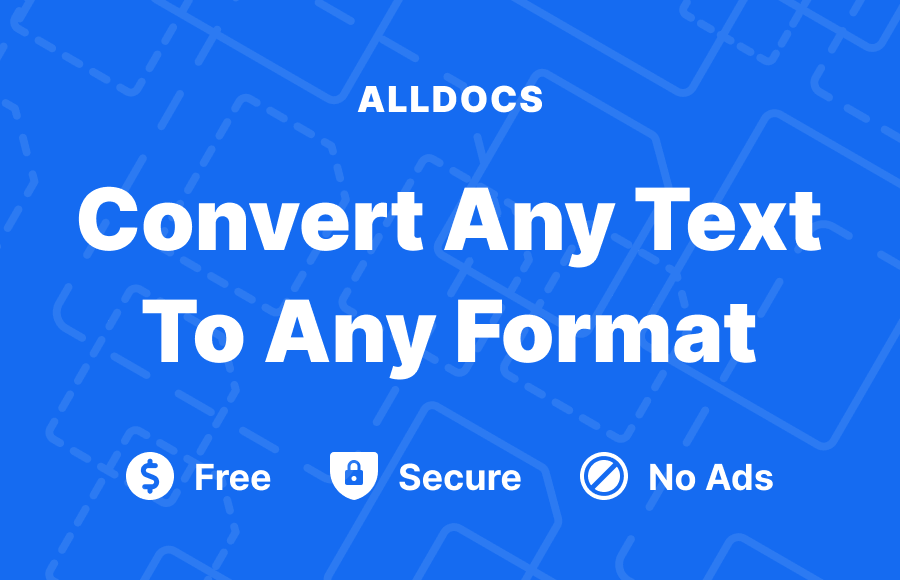 ALLDOCS
Convert Any Text
To Any Format
Free Secure No Ads